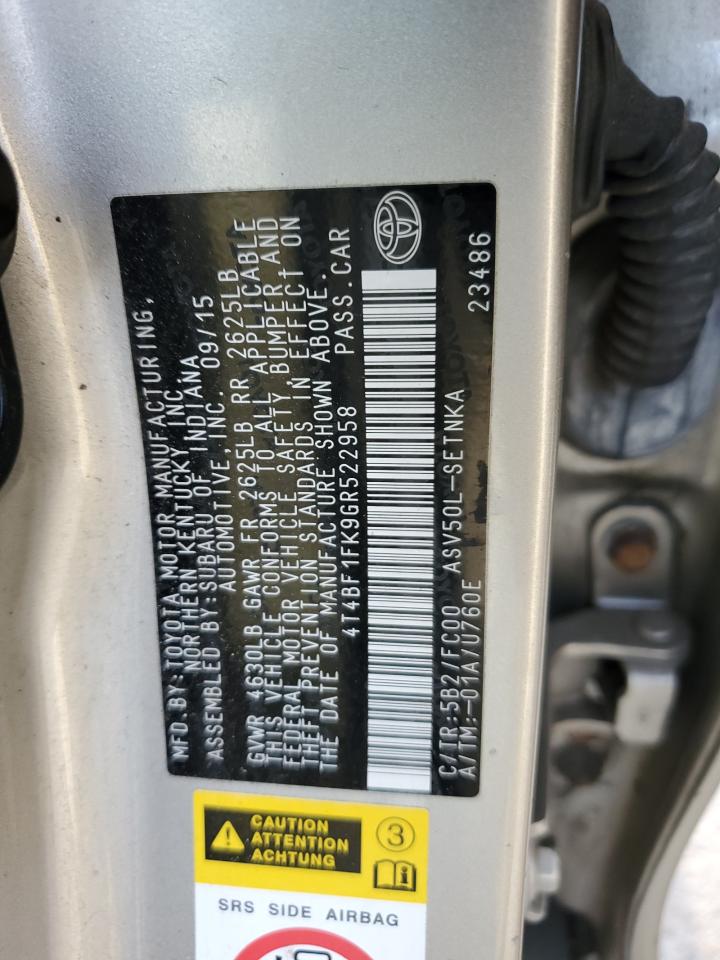 MFD.BY:TOYOTA MOTOR MANUFACTURING,
NORTHERN KENTUCKY INC.
ASSEMBLED BY:SUBARU OF INDIANA
AUTOMOTIVE,INC. 09/15
GVWR 4630LB GAWR FR 2625LB RR 2625LB
THIS VEHICLE CONFORMS TO ALL APPLICABLE
FEDERAL MOTOR VEHICLE SAFETY,BUMPER AND
THEFT PREVENTION STANDARDS IN EFFECT ON
THE DATE OF MANUFACTURE SHOWN ABOVE.
4T4BF1FK9GR522958 PASS.CAR
C/TR:5B2/FC00 ASV50L-SETNKA
A/TM:-01A/U760E 23486
CAUTION
ATTENTION
ACHTUNG
3
SRS SIDE AIRBAG